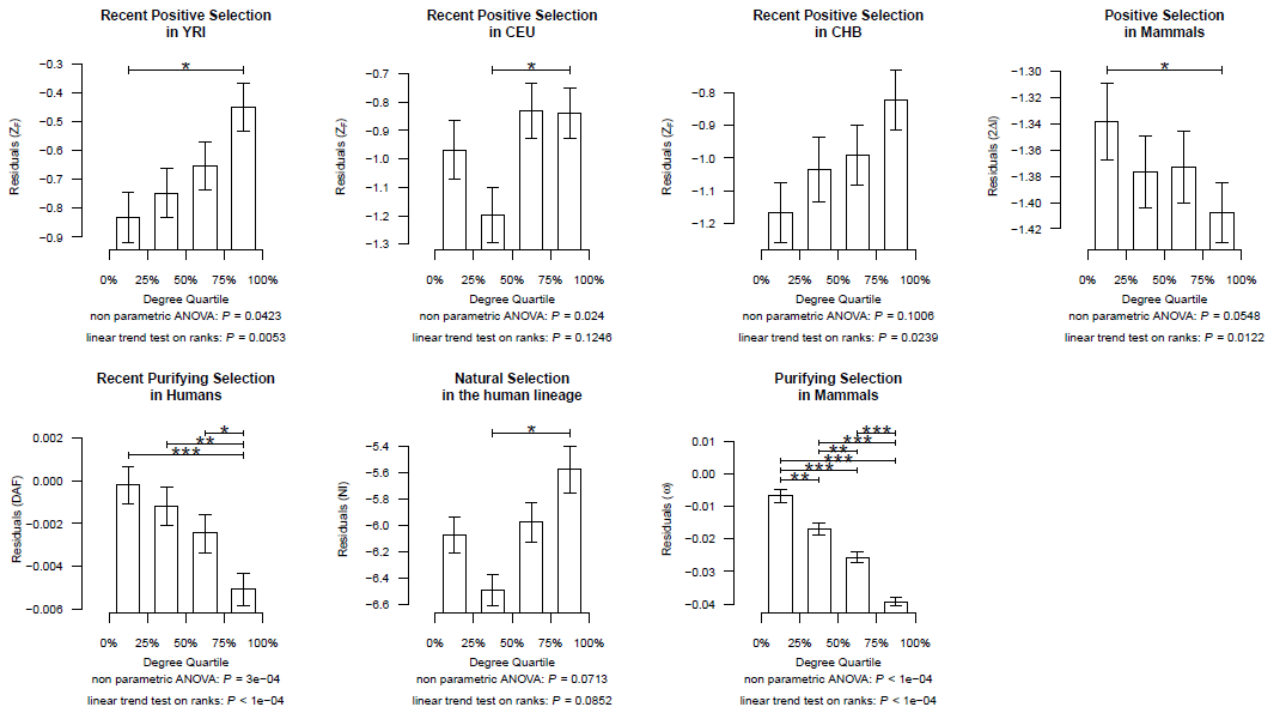 Recent Positive Selection
in YRI
−0.3
−0.4
−0.5
−0.6
−0.7
−0.8
−0.9
Residuals (ZF)
*
0% 25% 50% 75% 100%
Degree Quartile
non parametric ANOVA: P = 0.0423
linear trend test on ranks: P = 0.0053
Recent Positive Selection
in CEU
−0.7
−0.8
−0.9
−1.0
−1.1
−1.2
−1.3
Residuals (ZF)
*
0% 25% 50% 75% 100%
Degree Quartile
non parametric ANOVA: P = 0.024
linear trend test on ranks: P = 0.1246
Recent Positive Selection
in CHB
−0.8
−0.9
−1.0
−1.1
−1.2
Residuals (ZF)
0% 25% 50% 75% 100%
Degree Quartile
non parametric ANOVA: P = 0.1006
linear trend test on ranks: P = 0.0239
Positive Selection
in Mammals
−1.30
−1.32
−1.34
−1.36
−1.38
−1.40
−1.42
Residuals (2Δl)
*
0% 25% 50% 75% 100%
Degree Quartile
non parametric ANOVA: P = 0.0548
linear trend test on ranks: P = 0.0122
Recent Purifying Selection
in Humans
0.002
0.000
−0.002
−0.004
−0.006
Residuals (DAF)
*
**
***
0% 25% 50% 75% 100%
Degree Quartile
non parametric ANOVA: P = 3e−04
linear trend test on ranks: P < 1e−04
Natural Selection
in the human lineage
−5.4
−5.6
−5.8
−6.0
−6.2
−6.4
−6.6
Residuals (NI)
*
0% 25% 50% 75% 100%
Degree Quartile
non parametric ANOVA: P = 0.0713
linear trend test on ranks: P = 0.0852
Purifying Selection
in Mammals
0.01
0.00
−0.01
−0.02
−0.03
−0.04
Residuals (ω)
***
***
**
***
***
**
0% 25% 50% 75% 100%
Degree Quartile
non parametric ANOVA: P < 1e−04
linear trend test on ranks: P < 1e−04